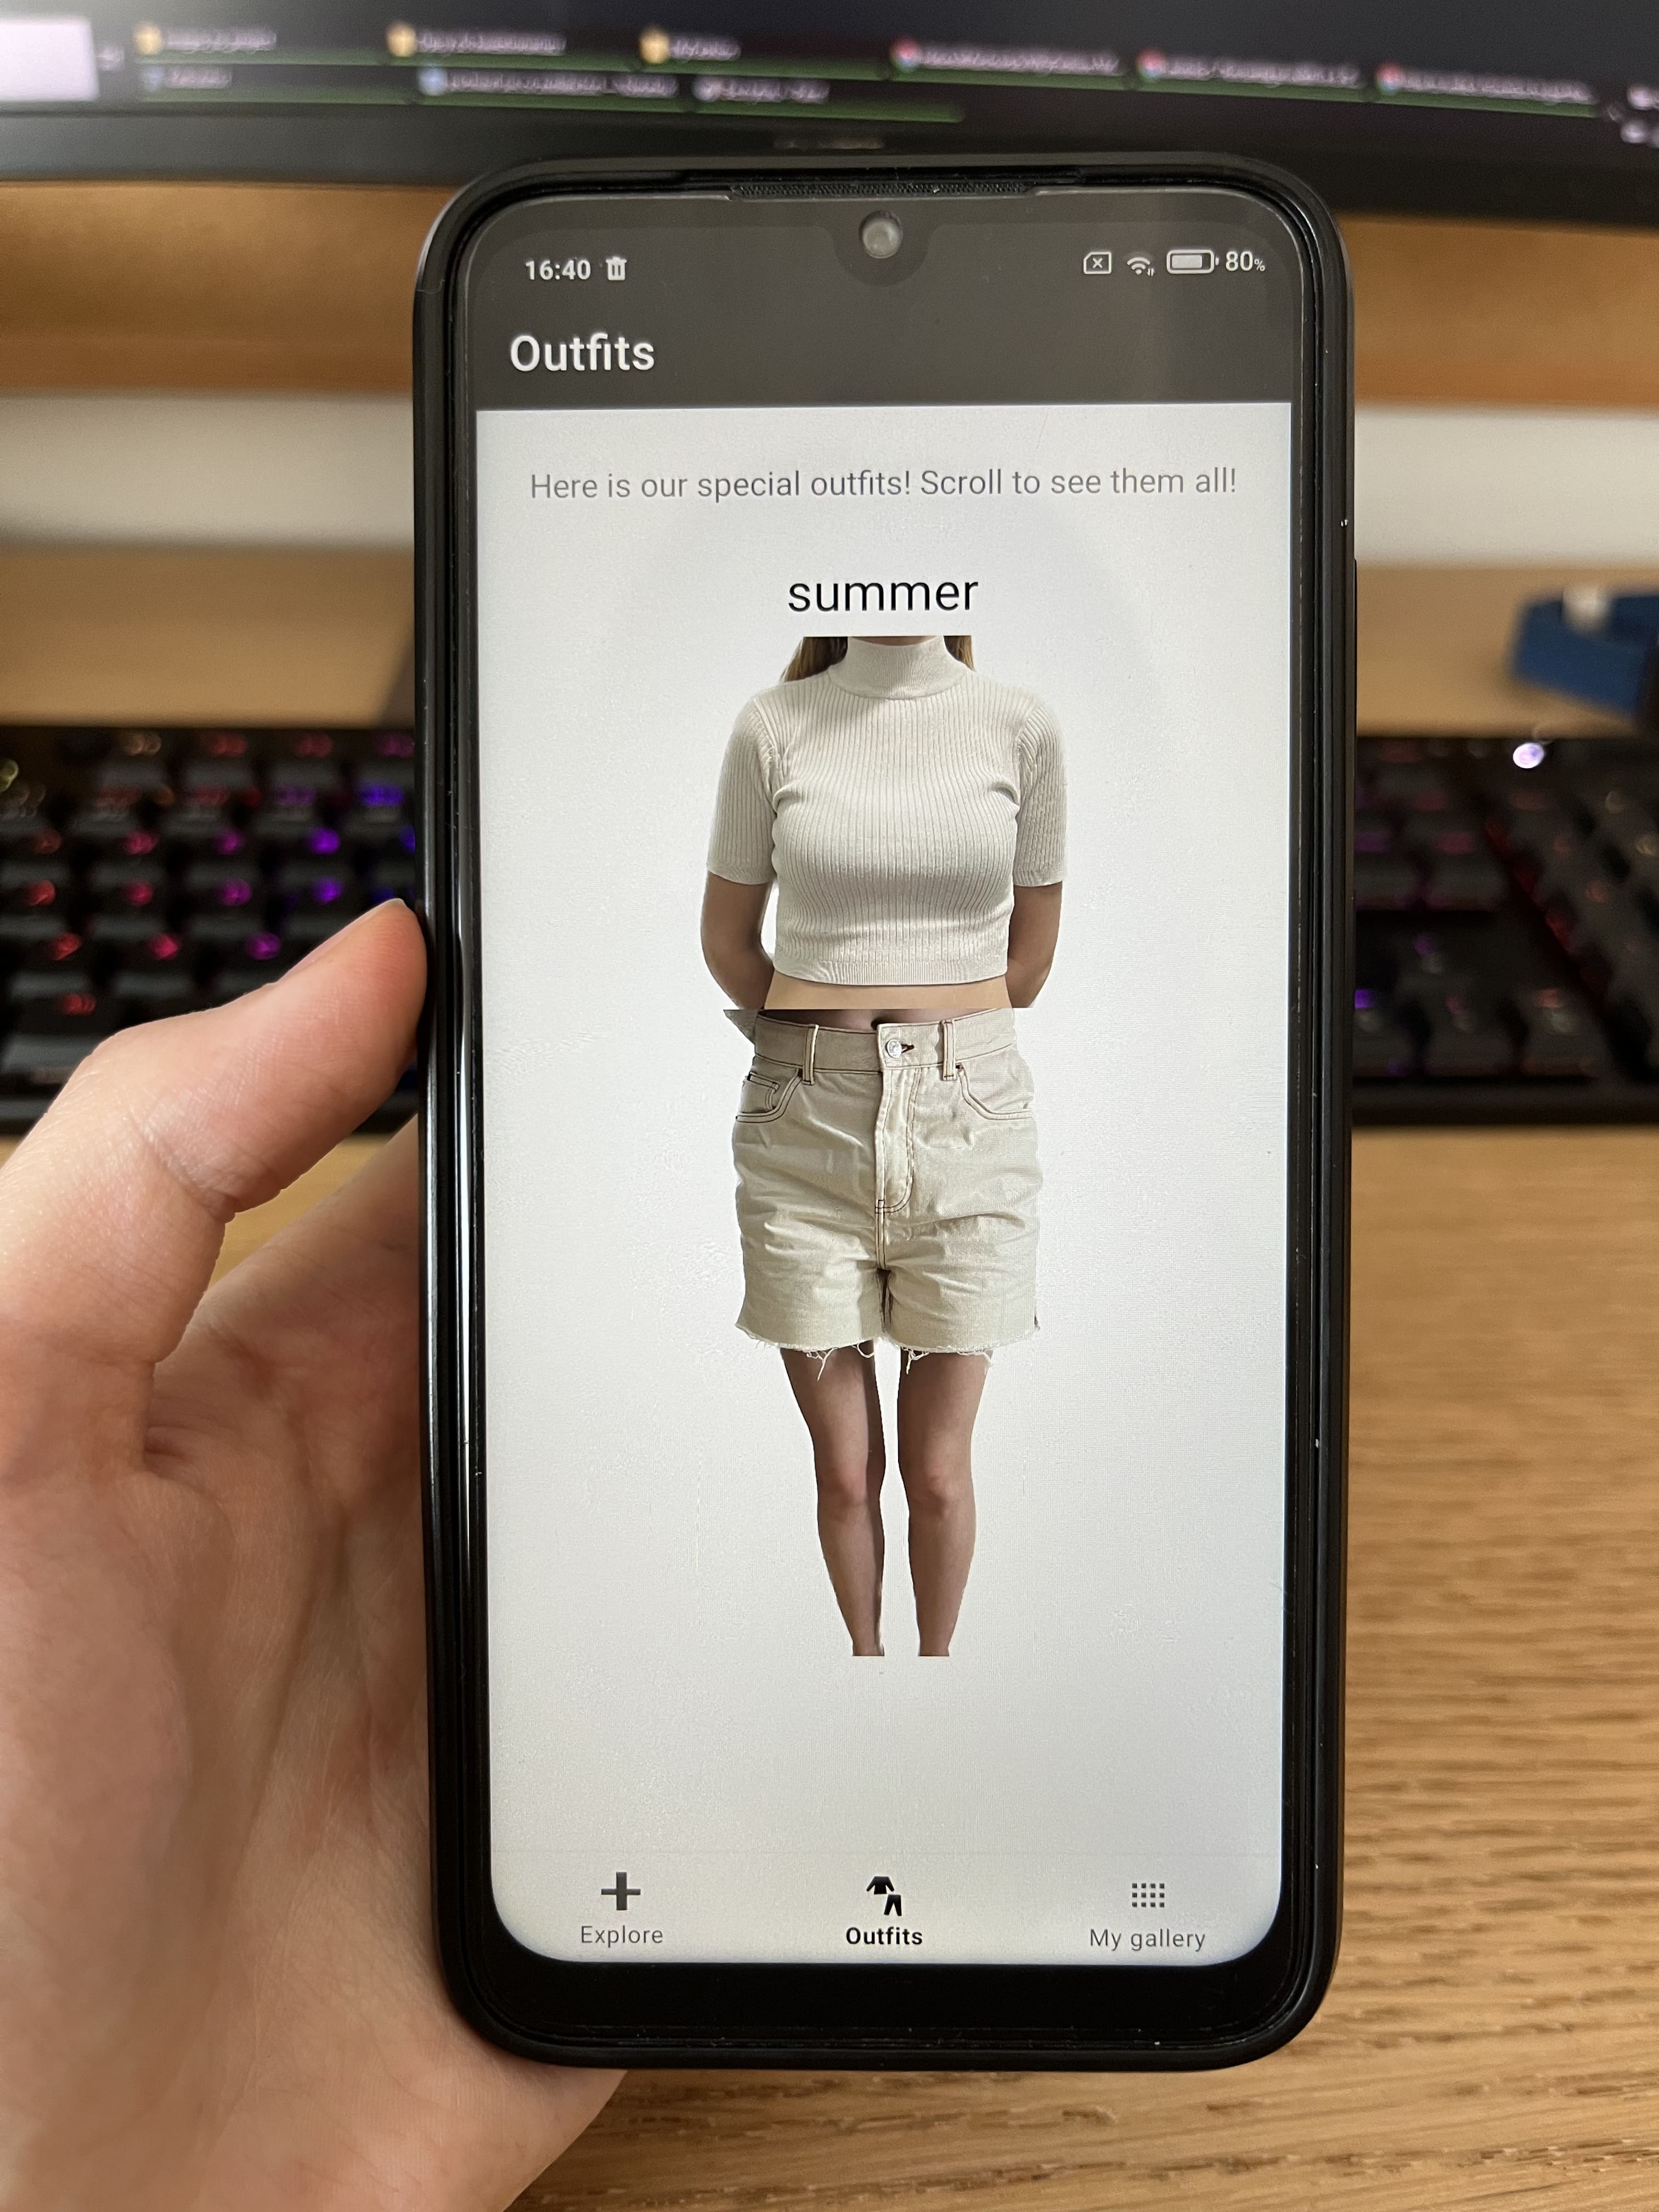 16:40
80%
Outfits
Here is our special outfits! Scroll to see them all!
summer
Explore
Outfits
My gallery